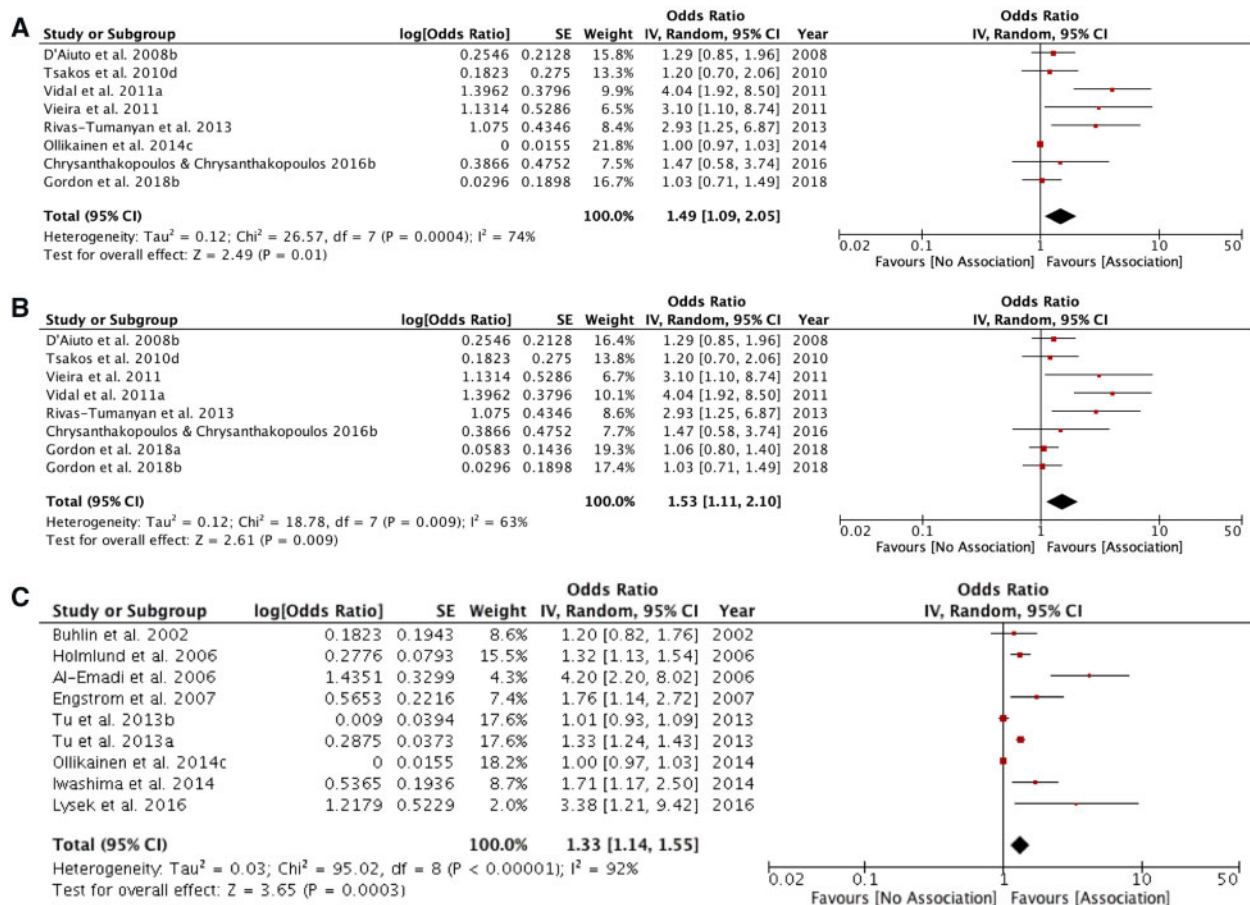 A
Odds Ratio Odds Ratio
Study or Subgroup log[Odds Ratio] SE Weight IV, Random, 95% CI Year IV, Random, 95% CI
D'Aiuto et al. 2008b 0.2546 0.2128 15.8% 1.29 [0.85, 1.96] 2008
Tsakos et al. 2010d 0.1823 0.275 13.3% 1.20 [0.70, 2.06] 2010
Vidal et al. 2011a 1.3962 0.3796 9.9% 4.04 [1.92, 8.50] 2011
Vieira et al. 2011 1.1314 0.5286 6.5% 3.10 [1.10, 8.74] 2011
Rivas-Tumanyan et al. 2013 1.075 0.4346 8.4% 2.93 [1.25, 6.87] 2013
Ollikainen et al. 2014c 0 0.0155 21.8% 1.00 [0.97, 1.03] 2014
Chrysanthakopoulos & Chrysanthakopoulos 2016b 0.3866 0.4752 7.5% 1.47 [0.58, 3.74] 2016
Gordon et al. 2018b 0.0296 0.1898 16.7% 1.03 [0.71, 1.49] 2018
Total (95% CI) 100.0% 1.49 [1.09, 2.05]
Heterogeneity: Tau² = 0.12; Chi² = 26.57, df = 7 (P = 0.0004); I² = 74%
Test for overall effect: Z = 2.49 (P = 0.01)
0.02 0.1 1 10 50
Favours [No Association] Favours [Association]
B
Odds Ratio Odds Ratio
Study or Subgroup log[Odds Ratio] SE Weight IV, Random, 95% CI Year IV, Random, 95% CI
D'Aiuto et al. 2008b 0.2546 0.2128 16.4% 1.29 [0.85, 1.96] 2008
Tsakos et al. 2010d 0.1823 0.275 13.8% 1.20 [0.70, 2.06] 2010
Vieira et al. 2011 1.1314 0.5286 6.7% 3.10 [1.10, 8.74] 2011
Vidal et al. 2011a 1.3962 0.3796 10.1% 4.04 [1.92, 8.50] 2011
Rivas-Tumanyan et al. 2013 1.075 0.4346 8.6% 2.93 [1.25, 6.87] 2013
Chrysanthakopoulos & Chrysanthakopoulos 2016b 0.3866 0.4752 7.7% 1.47 [0.58, 3.74] 2016
Gordon et al. 2018a 0.0583 0.1436 19.3% 1.06 [0.80, 1.40] 2018
Gordon et al. 2018b 0.0296 0.1898 17.4% 1.03 [0.71, 1.49] 2018
Total (95% CI) 100.0% 1.53 [1.11, 2.10]
Heterogeneity: Tau² = 0.12; Chi² = 18.78, df = 7 (P = 0.009); I² = 63%
Test for overall effect: Z = 2.61 (P = 0.009)
0.02 0.1 1 10 50
Favours [No Association] Favours [Association]
C
Odds Ratio Odds Ratio
Study or Subgroup log[Odds Ratio] SE Weight IV, Random, 95% CI Year IV, Random, 95% CI
Buhlin et al. 2002 0.1823 0.1943 8.6% 1.20 [0.82, 1.76] 2002
Holmlund et al. 2006 0.2776 0.0793 15.5% 1.32 [1.13, 1.54] 2006
Al-Emadi et al. 2006 1.4351 0.3299 4.3% 4.20 [2.20, 8.02] 2006
Engstrom et al. 2007 0.5653 0.2216 7.4% 1.76 [1.14, 2.72] 2007
Tu et al. 2013b 0.009 0.0394 17.6% 1.01 [0.93, 1.09] 2013
Tu et al. 2013a 0.2875 0.0373 17.6% 1.33 [1.24, 1.43] 2013
Ollikainen et al. 2014c 0 0.0155 18.2% 1.00 [0.97, 1.03] 2014
Iwashima et al. 2014 0.5365 0.1936 8.7% 1.71 [1.17, 2.50] 2014
Lysek et al. 2016 1.2179 0.5229 2.0% 3.38 [1.21, 9.42] 2016
Total (95% CI) 100.0% 1.33 [1.14, 1.55]
Heterogeneity: Tau² = 0.03; Chi² = 95.02, df = 8 (P < 0.00001); I² = 92%
Test for overall effect: Z = 3.65 (P = 0.0003)
0.02 0.1 1 10 50
Favours [No Association] Favours [Association]